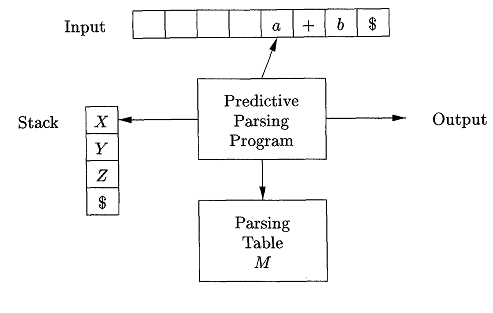 Input
a + b $
Predictive
Parsing
Program
Stack
X
Y
Z
$
Output
Parsing
Table
M